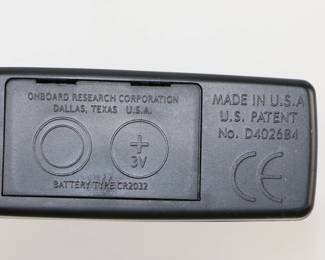 ONBOARD RESEARCH CORPORATION
DALLAS, TEXAS U.S.A.
+
3V
BATTERY TYPE CR2032
MADE IN U.S.A
U.S. PATENT
No. D402684
CE